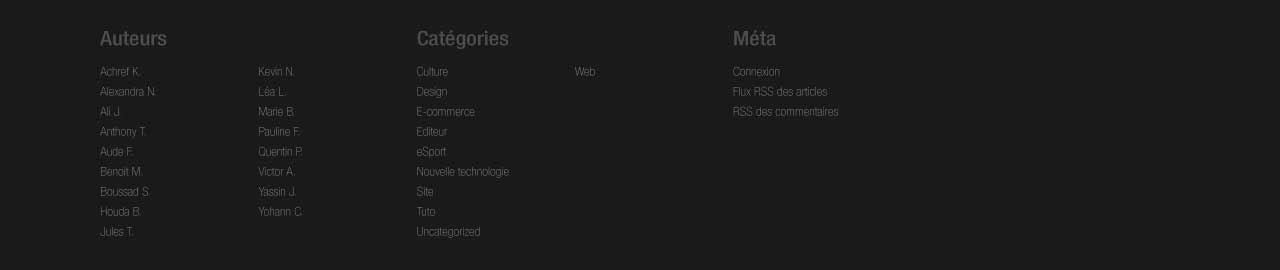 Auteurs
Achref K.
Alexandra N.
Ali J.
Anthony T.
Aude F.
Benoit M.
Boussad S.
Houda B.
Jules T.
Kevin N.
Léa L.
Marie B.
Pauline F.
Quentin P.
Victor A.
Yassin J.
Yohann C.
Catégories
Culture
Design
E-commerce
Editeur
eSport
Nouvelle technologie
Site
Tuto
Uncategorized
Web
Méta
Connexion
Flux RSS des articles
RSS des commentaires